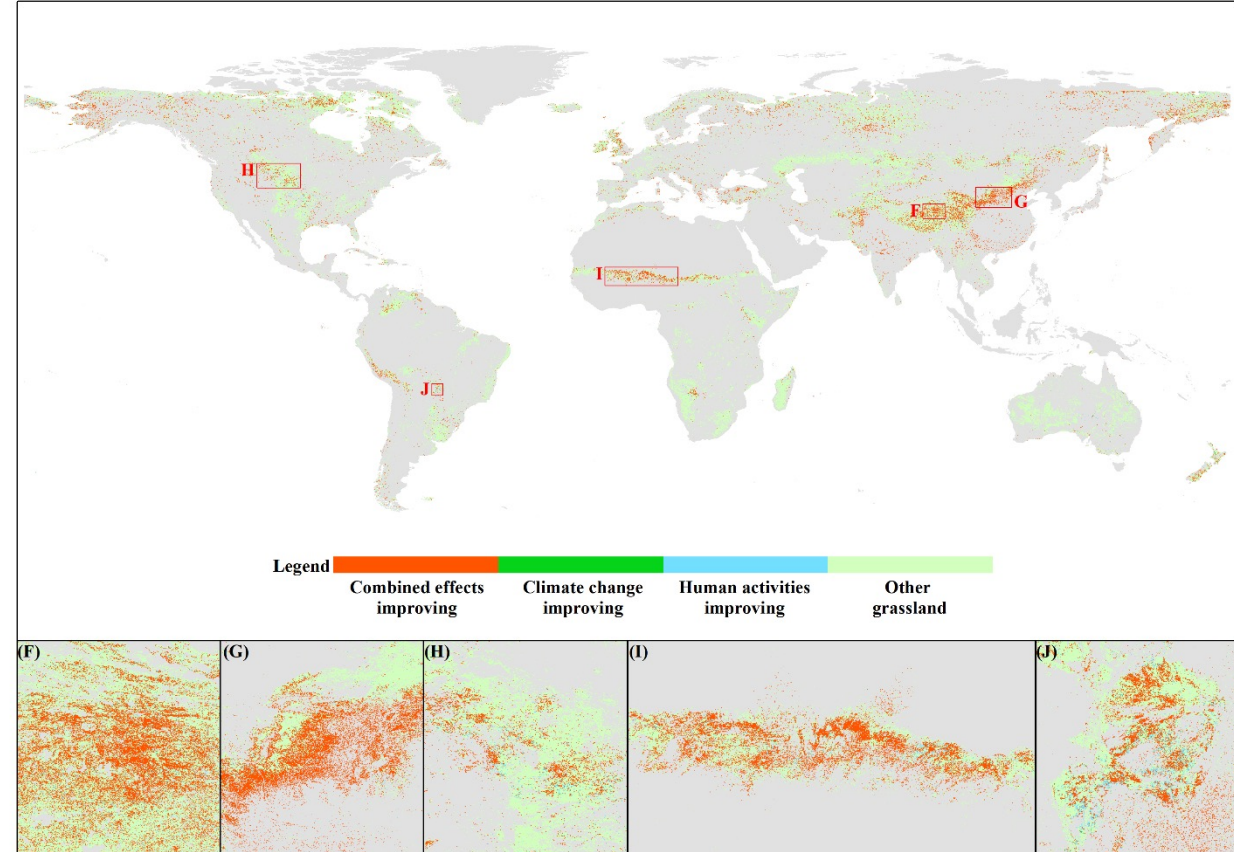 H
G
F
I
J
Legend
Combined effects
improving
Climate change
improving
Human activities
improving
Other
grassland
(F)
(G)
(H)
(I)
(J)